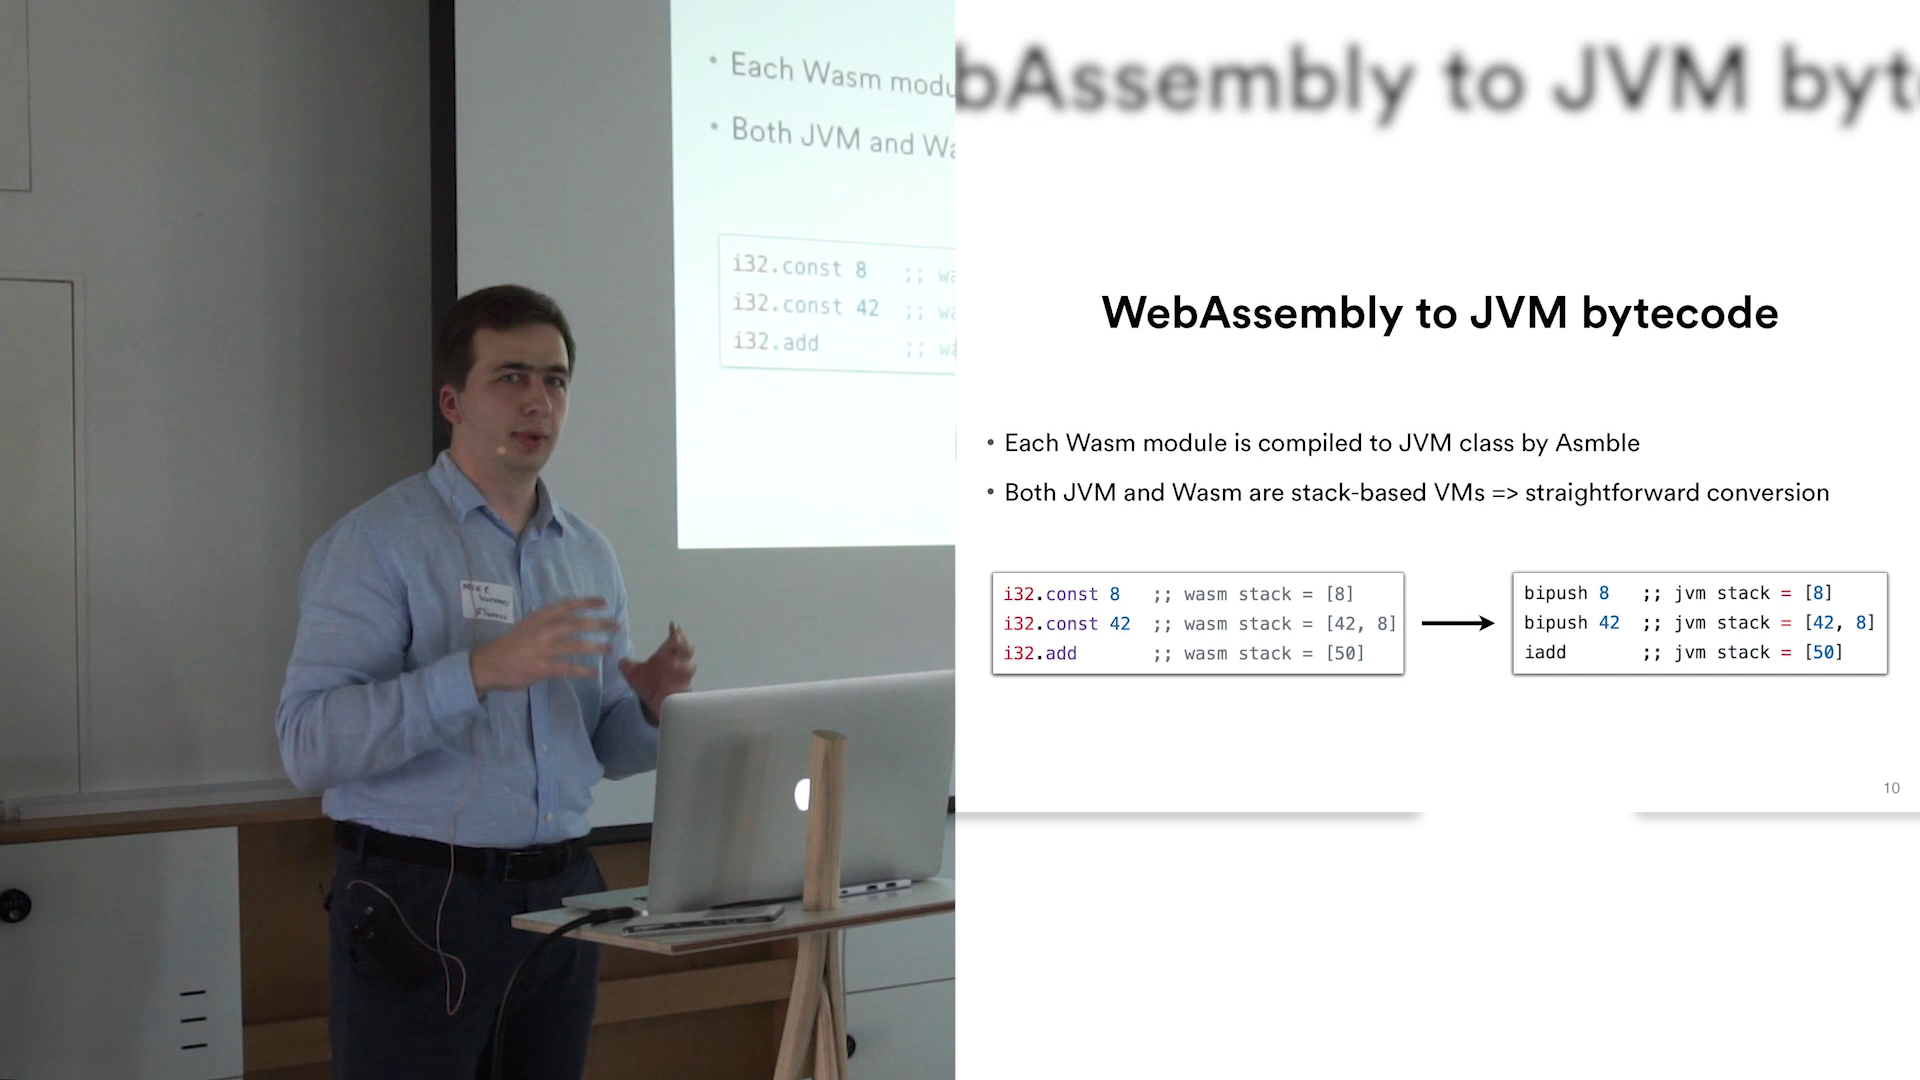 • Each Wasm modu
• Both JVM and Wa
i32.const 8 ;; wa
i32.const 42 ;; wa
i32.add ;; wa
bAssembly to JVM byt
WebAssembly to JVM bytecode
• Each Wasm module is compiled to JVM class by Asmble
• Both JVM and Wasm are stack-based VMs => straightforward conversion
i32.const 8 ;; wasm stack = [8]
i32.const 42 ;; wasm stack = [42, 8]
i32.add ;; wasm stack = [50]
bipush 8 ;; jvm stack = [8]
bipush 42 ;; jvm stack = [42, 8]
iadd ;; jvm stack = [50]
10